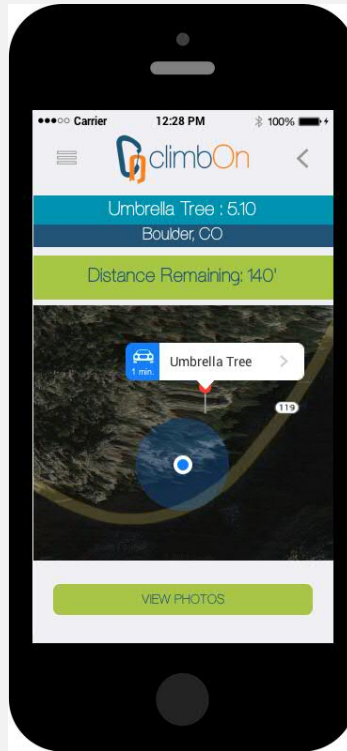 Carrier 12:28 PM 100%
climbOn
Umbrella Tree : 5.10
Boulder, CO
Distance Remaining: 140'
1 min. Umbrella Tree
119
VIEW PHOTOS